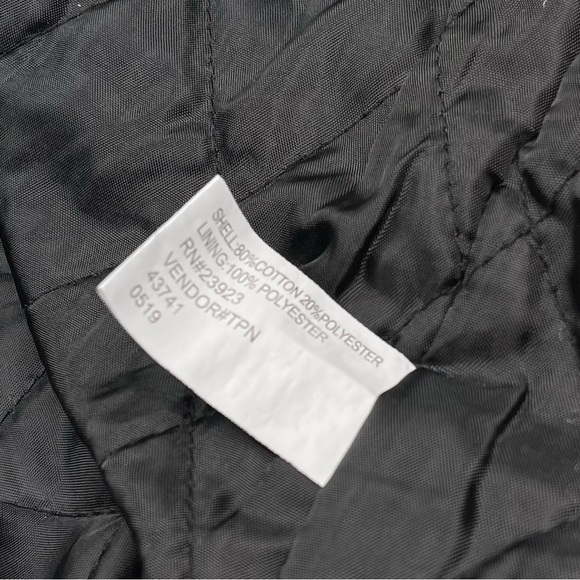 SHELL:80%COTTON 20%POLYESTER
LINING:100% POLYESTER
RN#23923
VENDOR#TPN
43741
0519